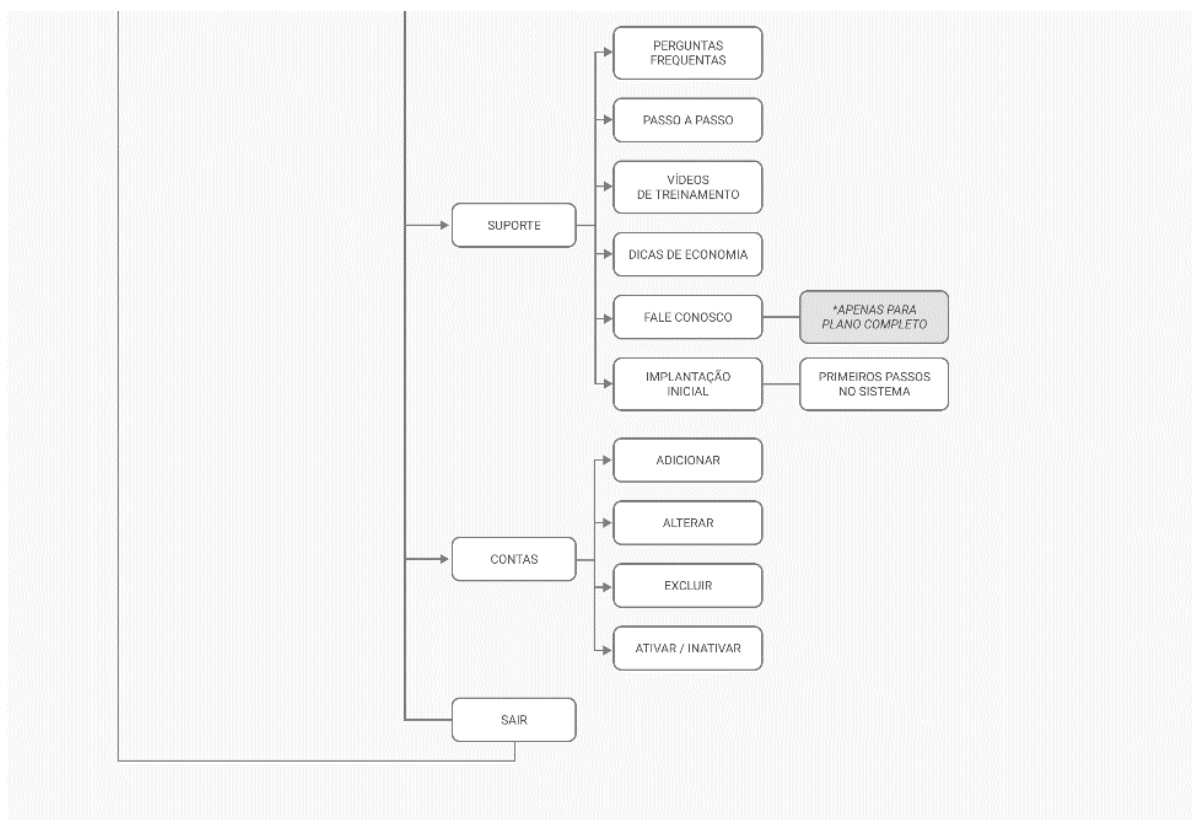 PERGUNTAS
FREQUENTAS
PASSO A PASSO
VÍDEOS
DE TREINAMENTO
SUPORTE
DICAS DE ECONOMIA
FALE CONOSCO
*APENAS PARA
PLANO COMPLETO
IMPLANTAÇÃO
INICIAL
PRIMEIROS PASSOS
NO SISTEMA
ADICIONAR
ALTERAR
CONTAS
EXCLUIR
ATIVAR / INATIVAR
SAIR